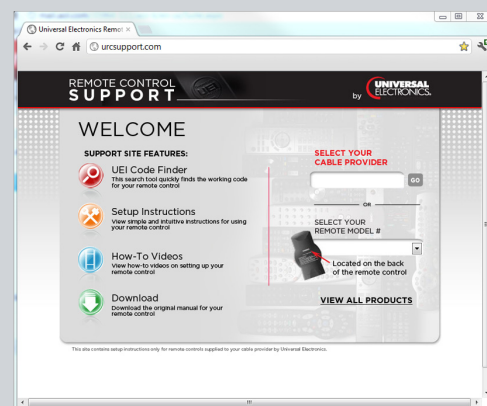 Universal Electronics Remot
urcsupport.com
REMOTE CONTROL
SUPPORT
by UNIVERSAL
ELECTRONICS.
WELCOME
SUPPORT SITE FEATURES:
UEI Code Finder
This search tool quickly finds the working code
for your remote control
Setup Instructions
View simple and intuitive instructions for using
your remote control
How-To Videos
View how-to videos on setting up your
remote control
Download
Download the original manual for your
remote control
SELECT YOUR
CABLE PROVIDER
GO
OR
SELECT YOUR
REMOTE MODEL #
Located on the back
of the remote control
VIEW ALL PRODUCTS
This site contains setup instructions only for remote controls supplied to your cable provider by Universal Electronics.